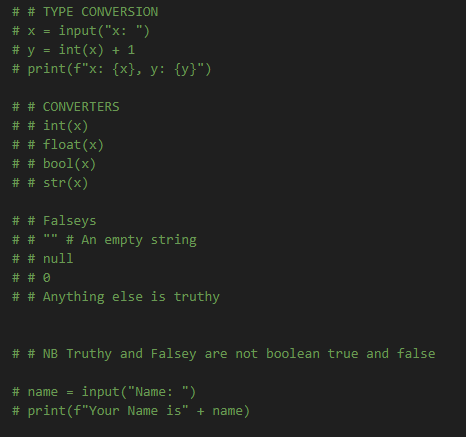 # # TYPE CONVERSION
# x = input("x: ")
# y = int(x) + 1
# print(f"x: {x}, y: {y}")
# # CONVERTERS
# # int(x)
# # float(x)
# # bool(x)
# # str(x)
# # Falseys
# # "" # An empty string
# # null
# # 0
# # Anything else is truthy
# # NB Truthy and Falsey are not boolean true and false
# name = input("Name: ")
# print(f"Your Name is" + name)